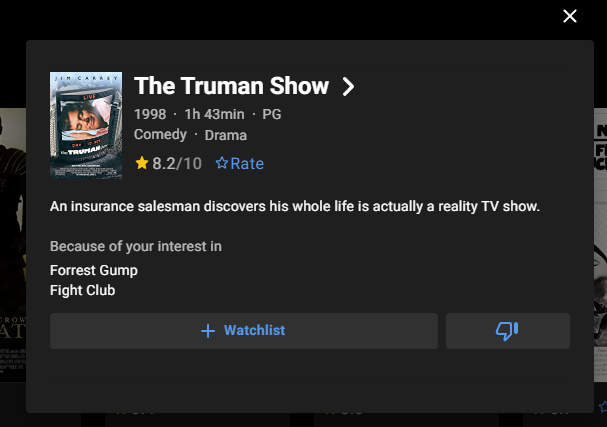 JIM CARREY
LIVE
THE TRUMAN SHOW
The Truman Show
1998 · 1h 43min · PG
Comedy · Drama
8.2/10 Rate
An insurance salesman discovers his whole life is actually a reality TV show.
Because of your interest in
Forrest Gump
Fight Club
+ Watchlist